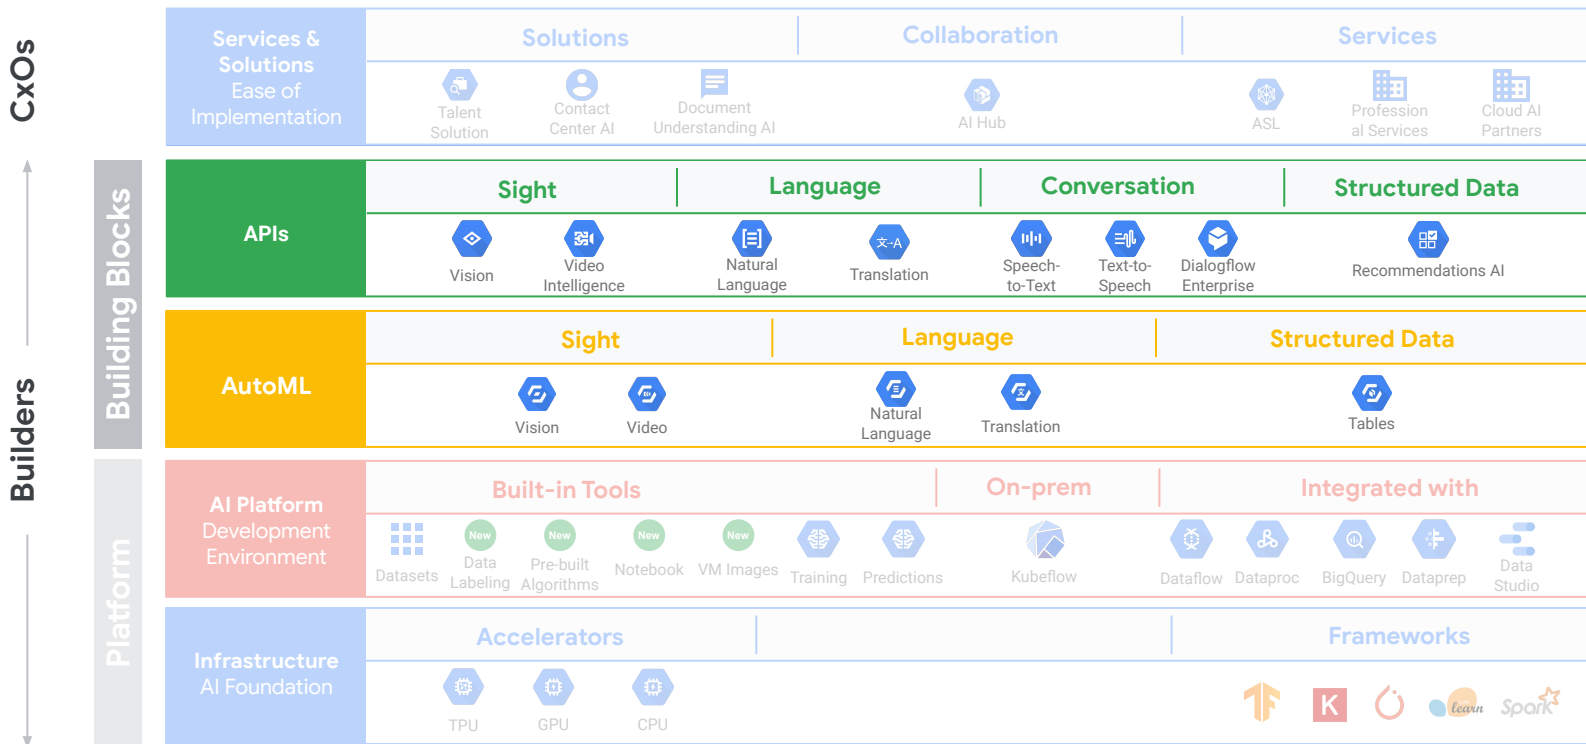 CxOs
Builders
Building Blocks
Platform
Services &
Solutions
Ease of
Implementation
Solutions
Collaboration
Services
Talent
Solution
Contact
Center AI
Document
Understanding AI
AI Hub
ASL
Profession
al Services
Cloud AI
Partners
APIs
Sight
Language
Conversation
Structured Data
Vision
Video
Intelligence
Natural
Language
文→A
Translation
Speech-
to-Text
Text-to-
Speech
Dialogflow
Enterprise
Recommendations AI
AutoML
Sight
Language
Structured Data
Vision
Video
Natural
Language
文
Translation
Tables
AI Platform
Development
Environment
Built-in Tools
On-prem
Integrated with
Datasets
New
Data
Labeling
New
Pre-built
Algorithms
New
Notebook
New
VM Images
Training
Predictions
Kubeflow
Dataflow
Dataproc
BigQuery
Dataprep
Data
Studio
Infrastructure
AI Foundation
Accelerators
Frameworks
TPU
GPU
CPU
K
learn
Spark